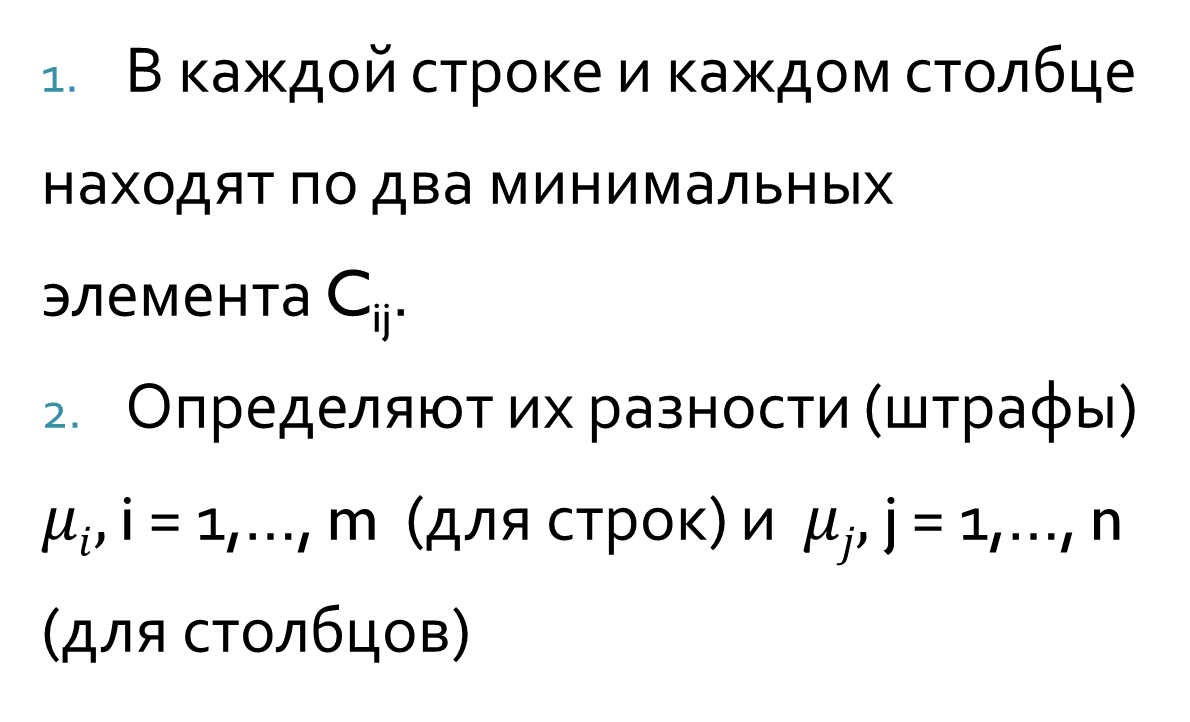 1. В каждой строке и каждом столбце
находят по два минимальных
элемента Cᵢⱼ.
2. Определяют их разности (штрафы)
μᵢ, i = 1,…, m (для строк) и μⱼ, j = 1,…, n
(для столбцов)